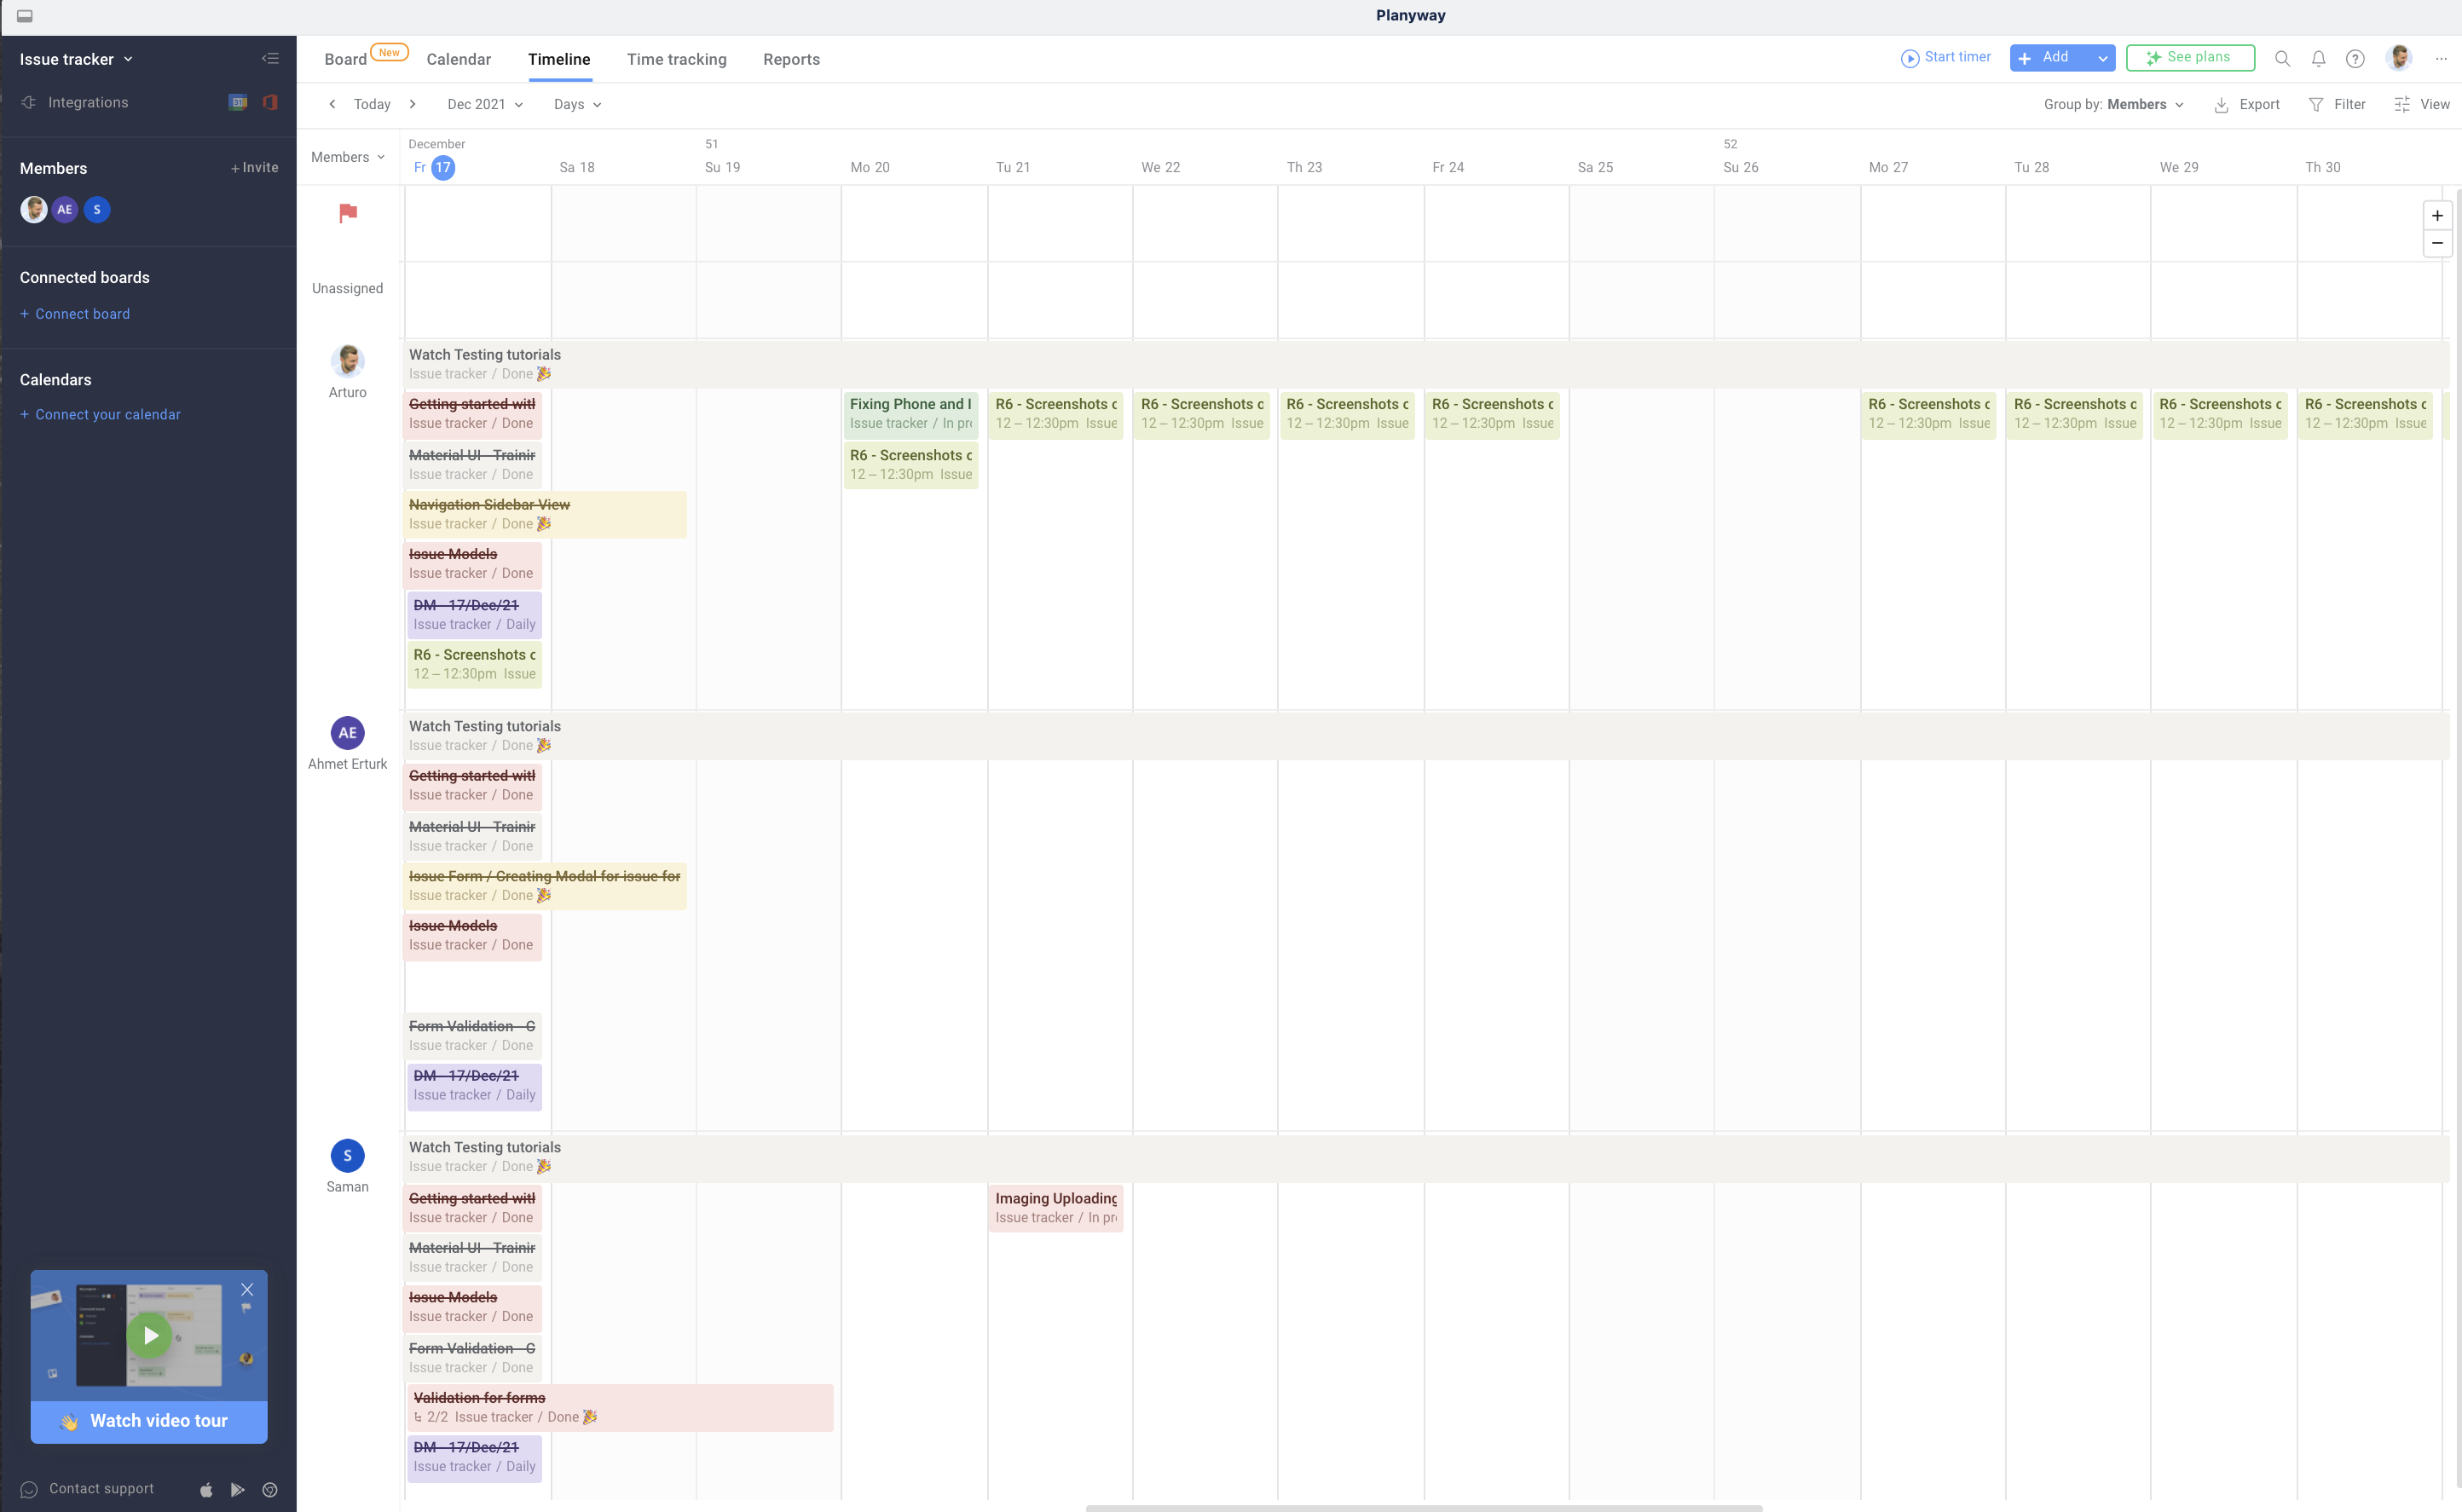 Planyway
Issue tracker
Integrations
31
Members
+ Invite
AE
S
Connected boards
+ Connect board
Calendars
+ Connect your calendar
Watch video tour
Contact support
Board
New
Calendar
Timeline
Time tracking
Reports
Start timer
+ Add
See plans
?
Today
Dec 2021
Days
Group by: Members
Export
Filter
View
Members
December
51
52
Fr 17
Sa 18
Su 19
Mo 20
Tu 21
We 22
Th 23
Fr 24
Sa 25
Su 26
Mo 27
Tu 28
We 29
Th 30
+
−
Unassigned
Arturo
Watch Testing tutorials
Issue tracker / Done 🎉
Getting started witl
Issue tracker / Done
Material UI - Trainir
Issue tracker / Done
Navigation Sidebar View
Issue tracker / Done 🎉
Issue Models
Issue tracker / Done
DM - 17/Dec/21
Issue tracker / Daily
R6 - Screenshots c
12 – 12:30pm Issue
Fixing Phone and I
Issue tracker / In pr
R6 - Screenshots c
12 – 12:30pm Issue
R6 - Screenshots c
12 – 12:30pm Issue
R6 - Screenshots c
12 – 12:30pm Issue
R6 - Screenshots c
12 – 12:30pm Issue
R6 - Screenshots c
12 – 12:30pm Issue
R6 - Screenshots c
12 – 12:30pm Issue
R6 - Screenshots c
12 – 12:30pm Issue
R6 - Screenshots c
12 – 12:30pm Issue
R6 - Screenshots c
12 – 12:30pm Issue
AE
Ahmet Erturk
Watch Testing tutorials
Issue tracker / Done 🎉
Getting started witl
Issue tracker / Done
Material UI - Trainir
Issue tracker / Done
Issue Form / Creating Modal for issue for
Issue tracker / Done 🎉
Issue Models
Issue tracker / Done
Form Validation - C
Issue tracker / Done
DM - 17/Dec/21
Issue tracker / Daily
S
Saman
Watch Testing tutorials
Issue tracker / Done 🎉
Getting started witl
Issue tracker / Done
Material UI - Trainir
Issue tracker / Done
Issue Models
Issue tracker / Done
Form Validation - C
Issue tracker / Done
Validation for forms
2/2 Issue tracker / Done 🎉
DM - 17/Dec/21
Issue tracker / Daily
Imaging Uploading
Issue tracker / In pr